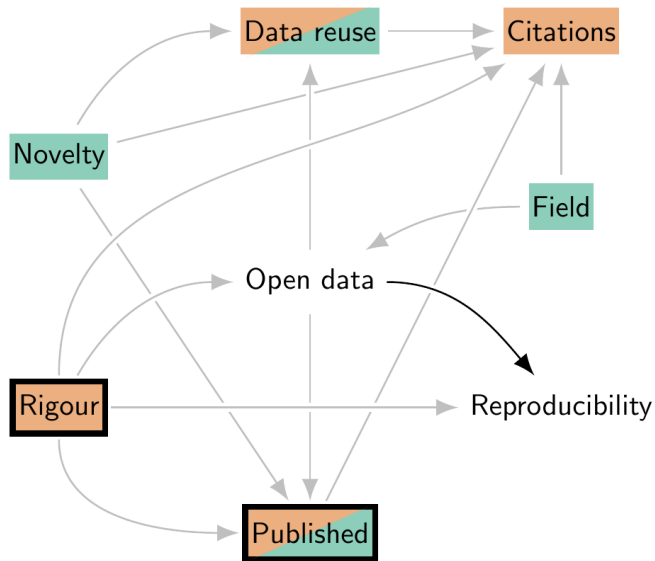 Data reuse
Citations
Novelty
Field
Open data
Rigour
Reproducibility
Published